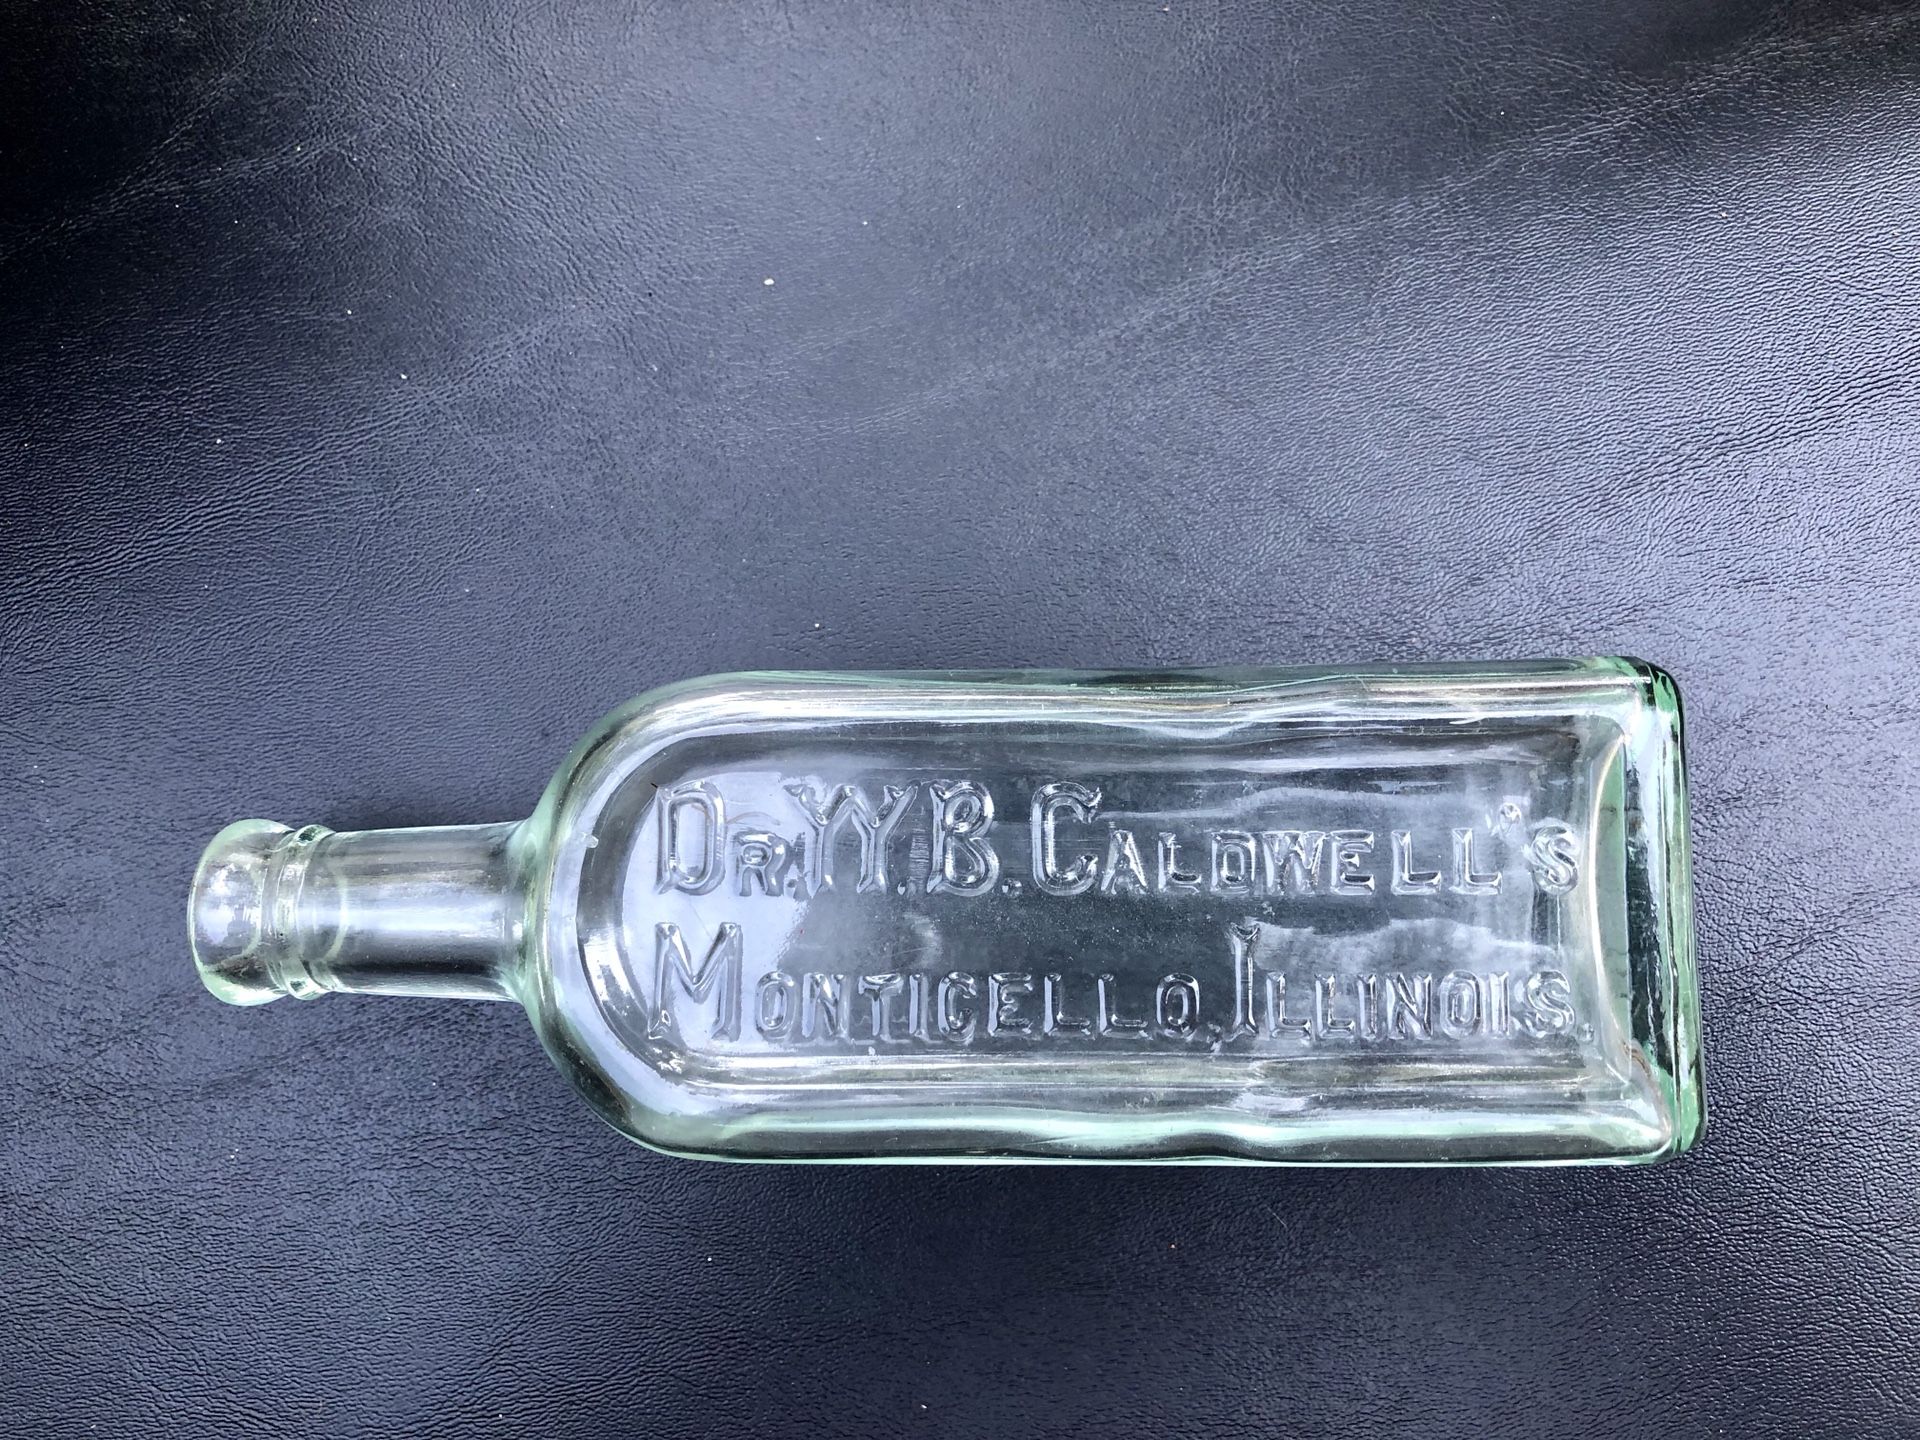 Dr. W. B. Caldwell's
Monticello, Illinois.